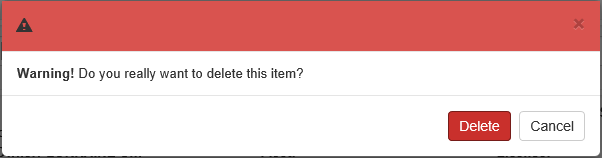 Warning! Do you really want to delete this item?
Delete Cancel